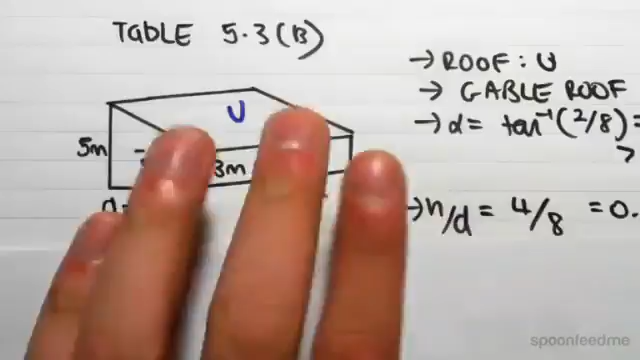 TABLE 5.3(B)
→ ROOF: U
→ GABLE ROOF
→ d = tan⁻¹(2/8) =
U
5m
3m
→ h/d = 4/8 = 0.
spoonfeedme